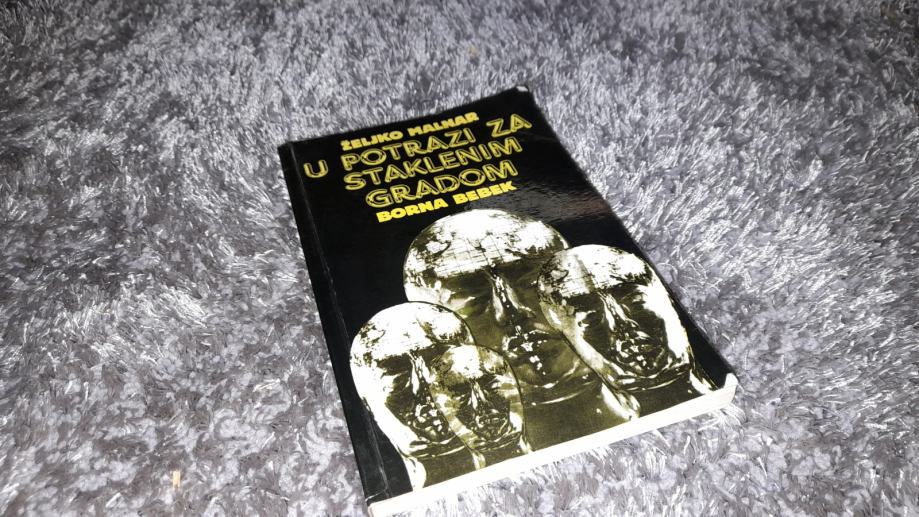 ŽELJKO MALNAR
U POTRAZI ZA
STAKLENIM
GRADOM
BORNA BEBEK